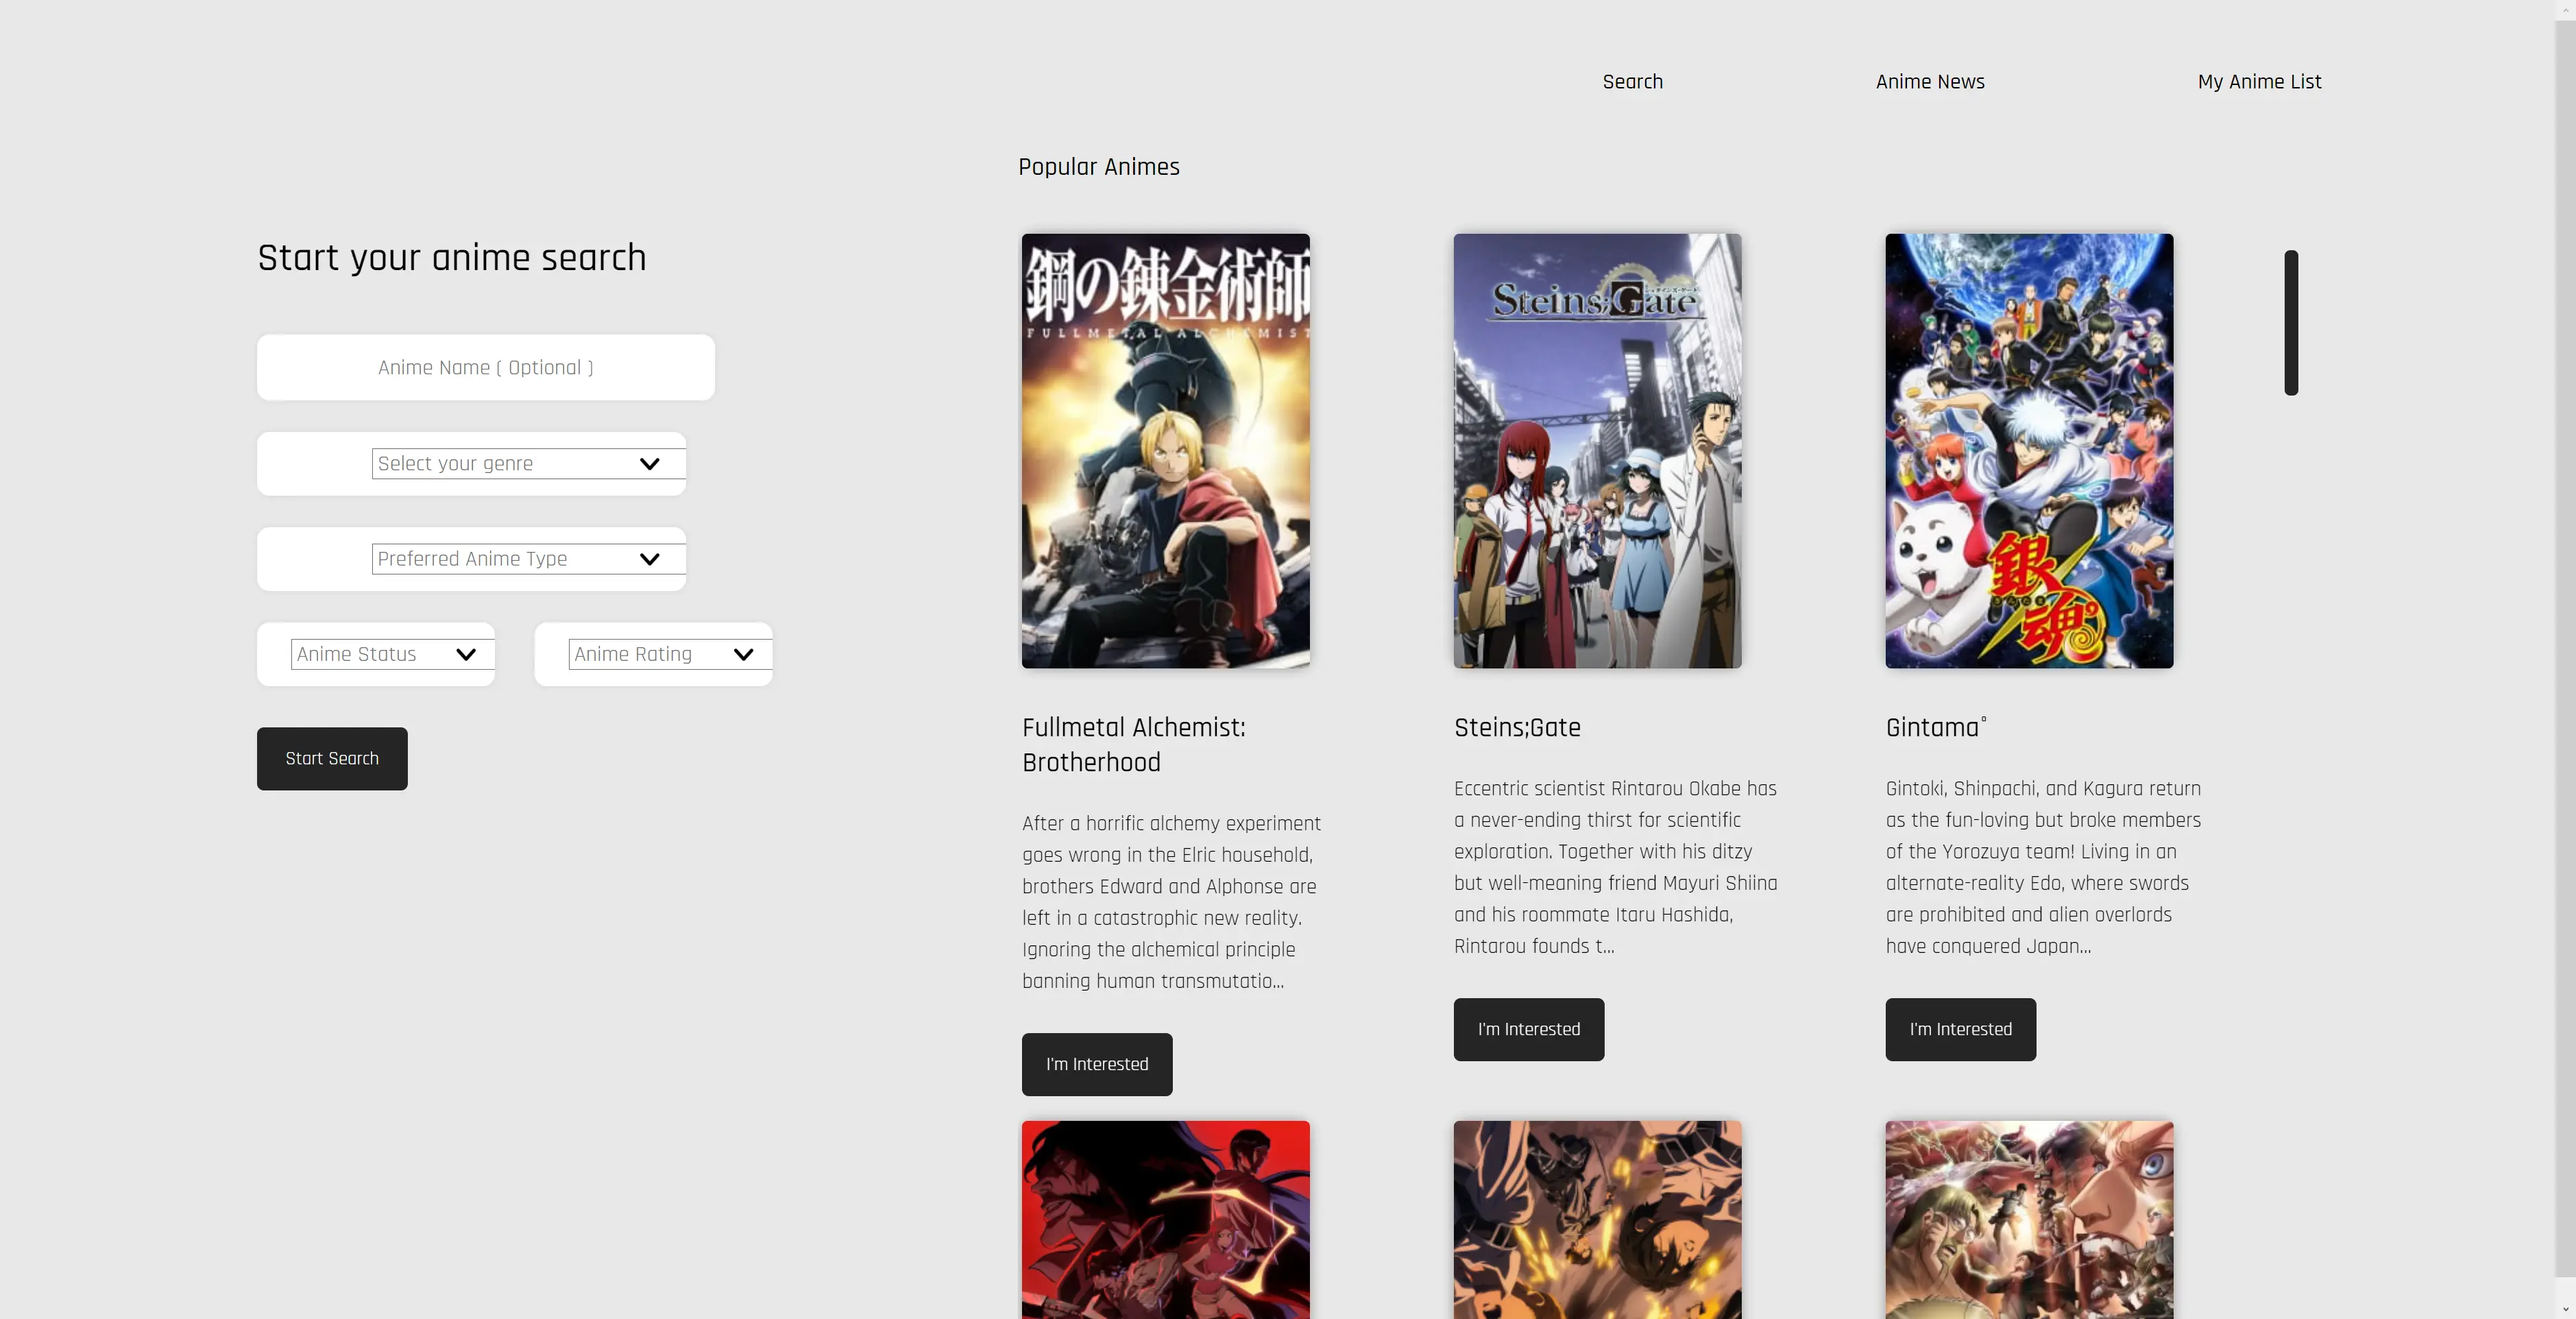 Search
Anime News
My Anime List
Popular Animes
Start your anime search
Anime Name ( Optional )
Select your genre
Preferred Anime Type
Anime Status
Anime Rating
Start Search
鋼の錬金術師
FULLMETAL ALCHEMIST
Fullmetal Alchemist:
Brotherhood
After a horrific alchemy experiment
goes wrong in the Elric household,
brothers Edward and Alphonse are
left in a catastrophic new reality.
Ignoring the alchemical principle
banning human transmutatio...
I'm Interested
Steins;Gate
Steins;Gate
Eccentric scientist Rintarou Okabe has
a never-ending thirst for scientific
exploration. Together with his ditzy
but well-meaning friend Mayuri Shiina
and his roommate Itaru Hashida,
Rintarou founds t...
I'm Interested
銀魂°
Gintama°
Gintoki, Shinpachi, and Kagura return
as the fun-loving but broke members
of the Yorozuya team! Living in an
alternate-reality Edo, where swords
are prohibited and alien overlords
have conquered Japan...
I'm Interested